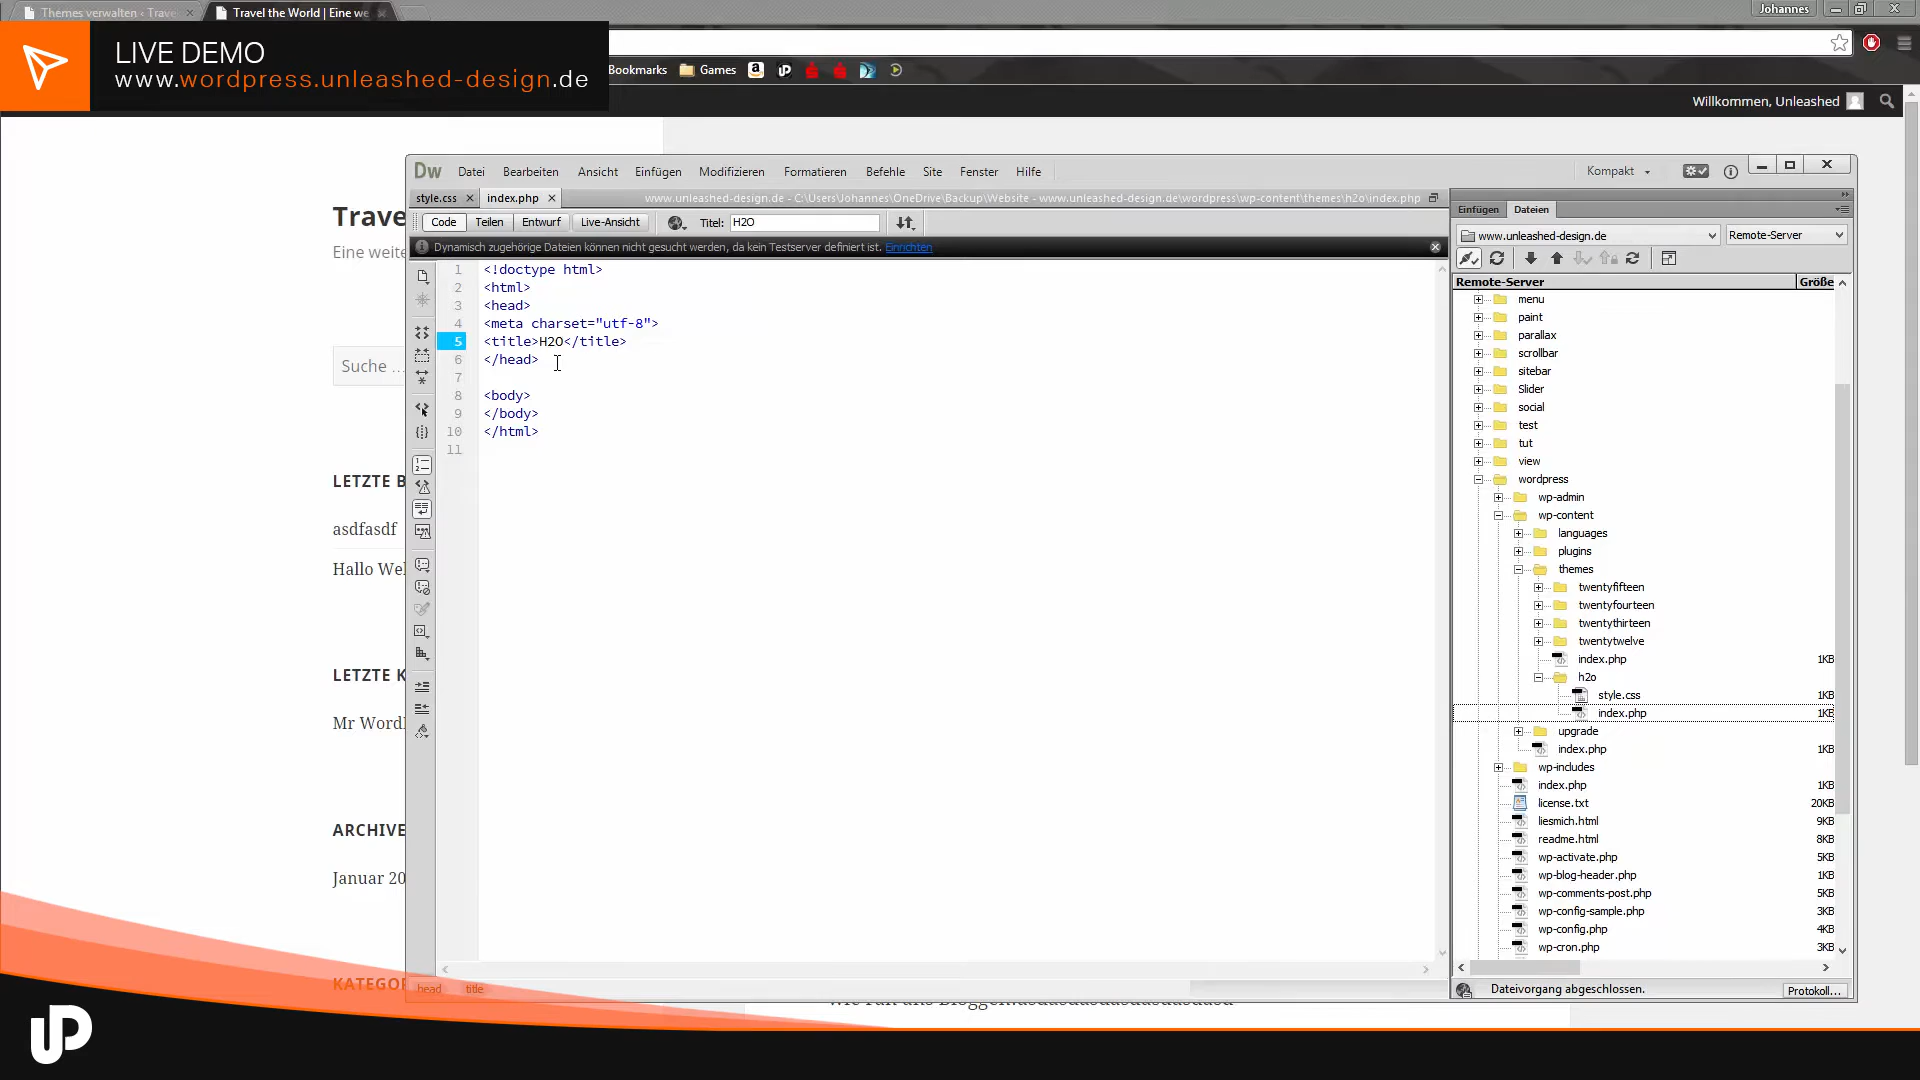 Themes verwalten ‹ Trave
Travel the World | Eine we
Johannes
LIVE DEMO
www.wordpress.unleashed-design.de
Bookmarks
Games
Willkommen, Unleashed
Trave
Eine weite
Suche ...
LETZTE B
asdfasdf
Hallo Wel
LETZTE K
Mr Word
ARCHIVE
Januar 20
KATEGOR
Dw Datei Bearbeiten Ansicht Einfügen Modifizieren Formatieren Befehle Site Fenster Hilfe
Kompakt
style.css
index.php
www.unleashed-design.de - C:\Users\Johannes\OneDrive\Backup\Website - www.unleashed-design.de\wordpress\wp-content\themes\h2o\index.php
Code Teilen Entwurf Live-Ansicht Titel: H2O
Dynamisch zugehörige Dateien können nicht gesucht werden, da kein Testserver definiert ist. Einrichten
1 <!doctype html>
2 <html>
3 <head>
4 <meta charset="utf-8">
5 <title>H2O</title>
6 </head>
7
8 <body>
9 </body>
10 </html>
11
head title
Einfügen Dateien
www.unleashed-design.de Remote-Server
Remote-Server Größe
menu
paint
parallax
scrollbar
sitebar
Slider
social
test
tut
view
wordpress
wp-admin
wp-content
languages
plugins
themes
twentyfifteen
twentyfourteen
twentythirteen
twentytwelve
index.php 1KB
h2o
style.css 1KB
index.php 1KB
upgrade
index.php 1KB
wp-includes
index.php 1KB
license.txt 20KB
liesmich.html 9KB
readme.html 8KB
wp-activate.php 5KB
wp-blog-header.php 1KB
wp-comments-post.php 5KB
wp-config-sample.php 3KB
wp-config.php 4KB
wp-cron.php 3KB
Dateivorgang abgeschlossen.
Protokoll...
UP